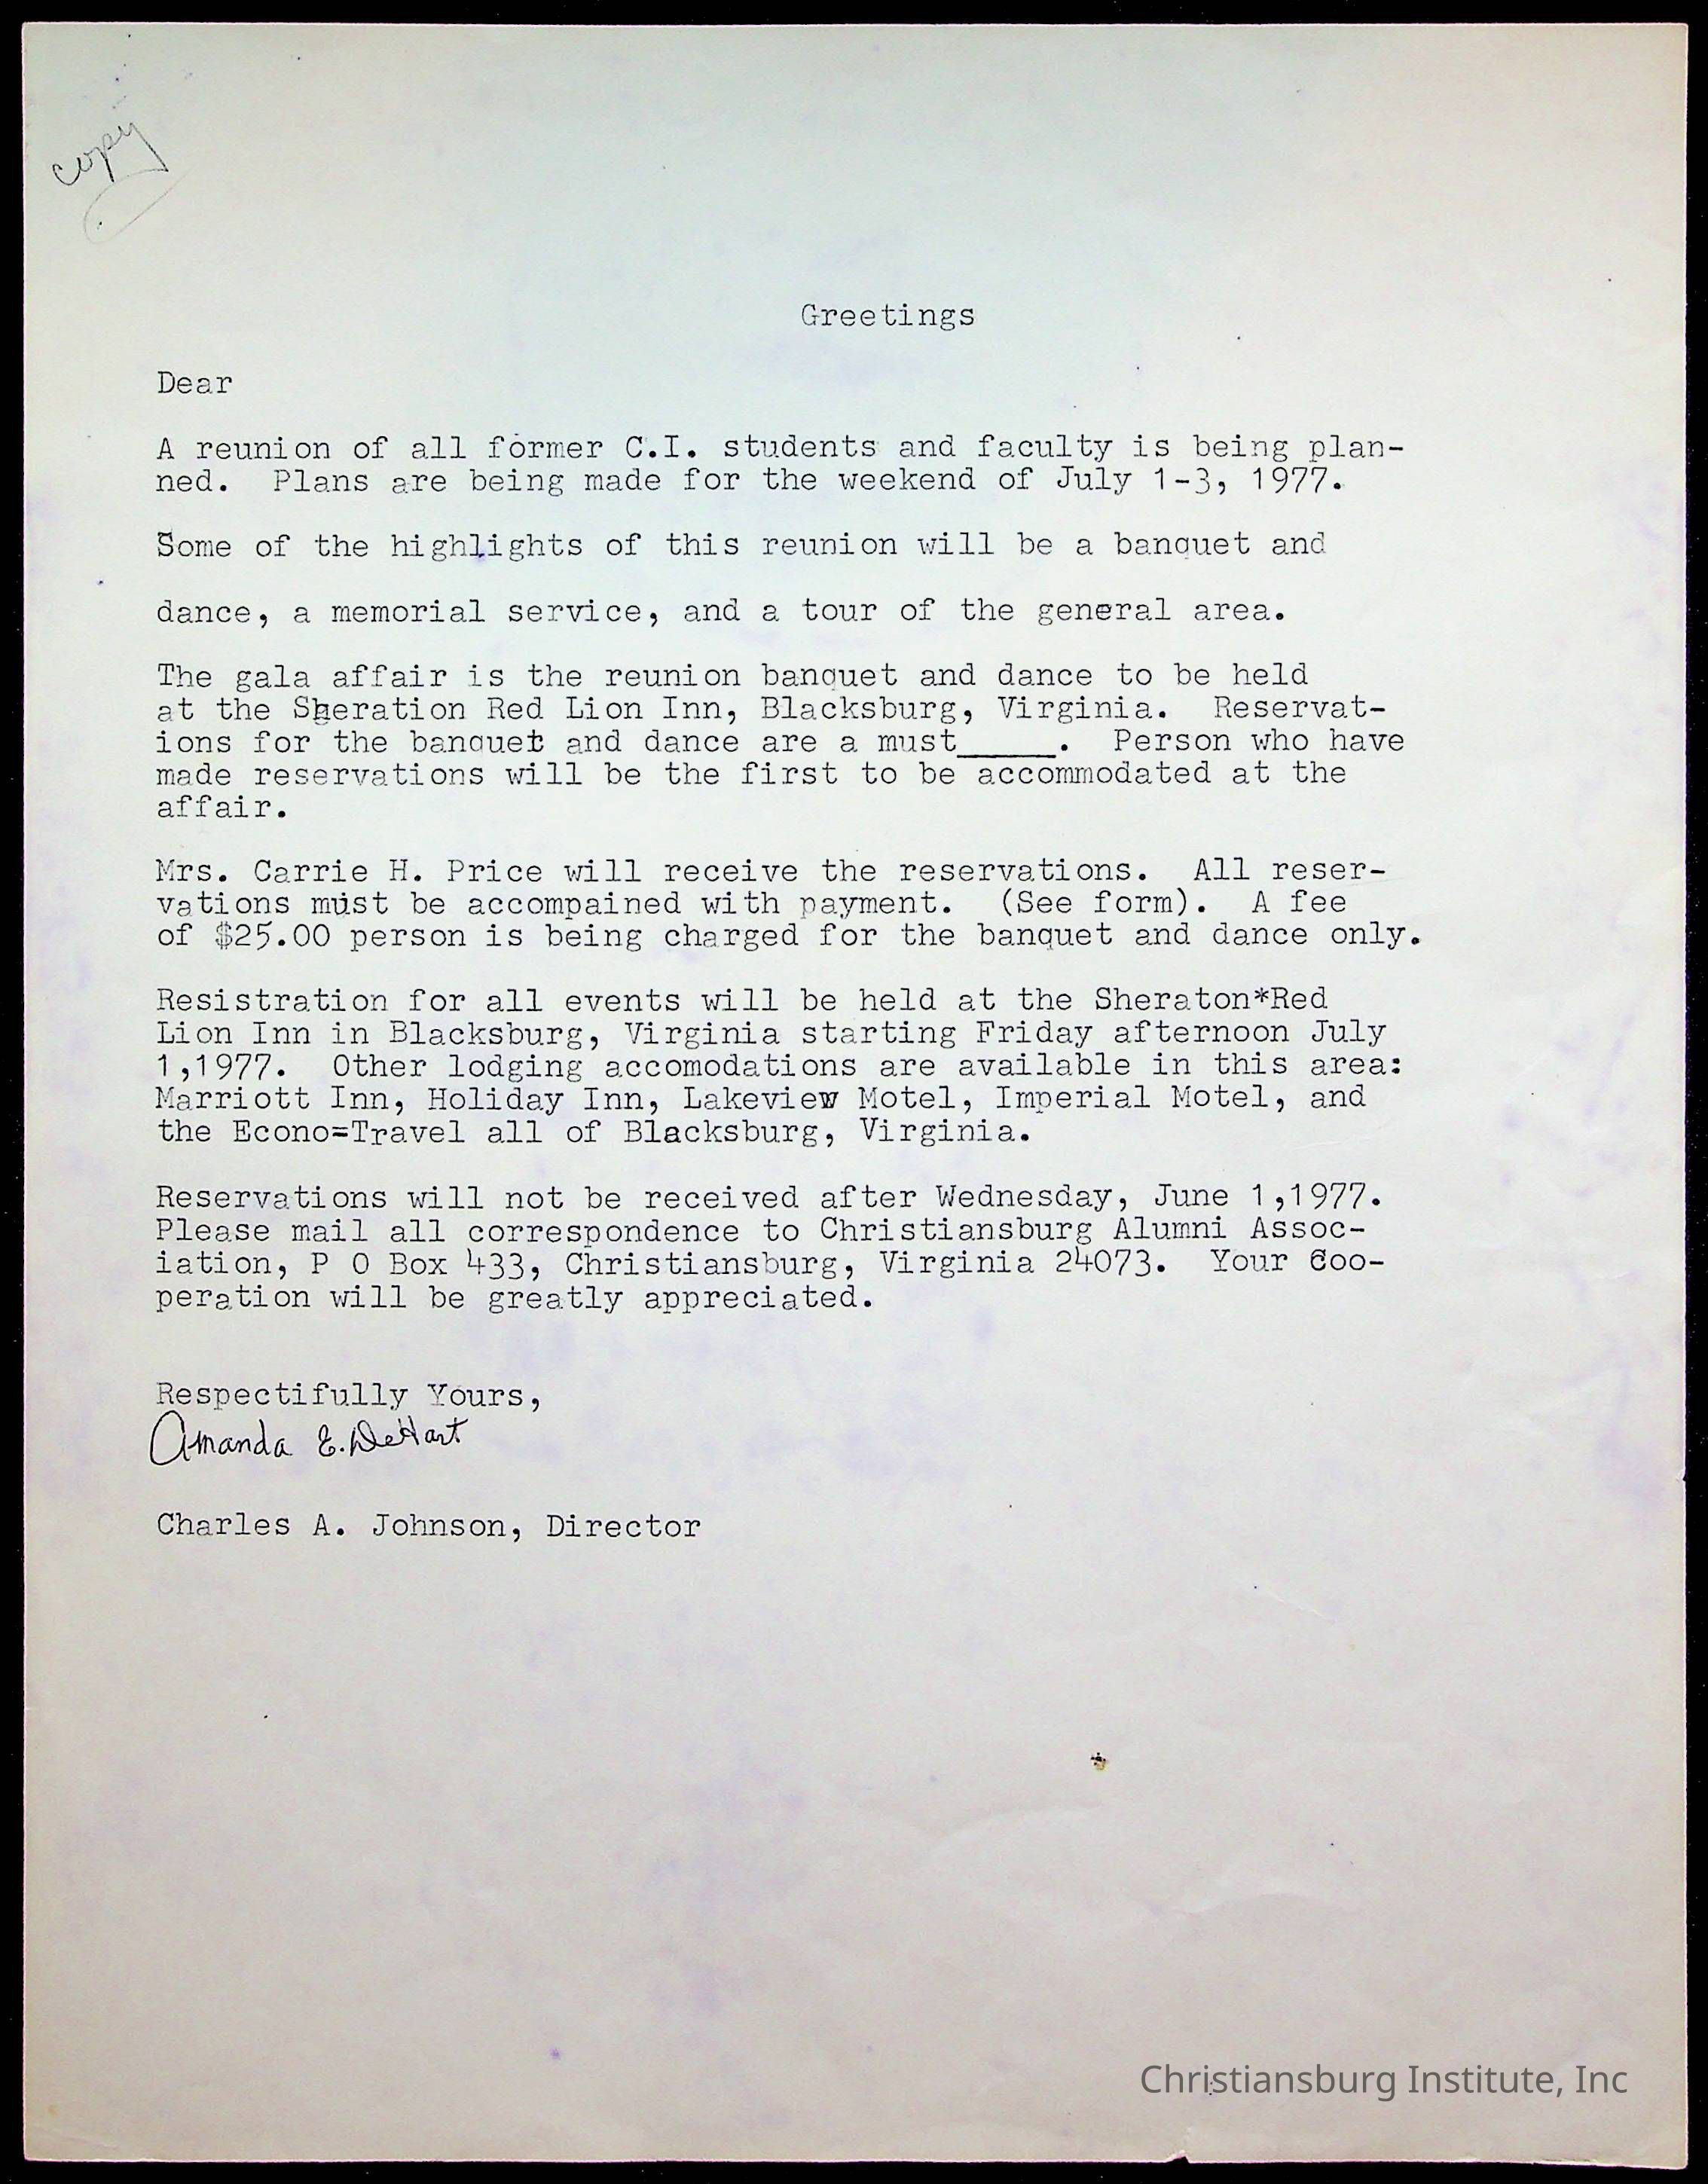 copy
Greetings
Dear
A reunion of all former C.I. students and faculty is being plan-
ned. Plans are being made for the weekend of July 1-3, 1977.
Some of the highlights of this reunion will be a banquet and
dance, a memorial service, and a tour of the general area.
The gala affair is the reunion banquet and dance to be held
at the Sheration Red Lion Inn, Blacksburg, Virginia. Reservat-
ions for the banquet and dance are a must_____. Person who have
made reservations will be the first to be accommodated at the
affair.
Mrs. Carrie H. Price will receive the reservations. All reser-
vations must be accompained with payment. (See form). A fee
of $25.00 person is being charged for the banquet and dance only.
Resistration for all events will be held at the Sheraton*Red
Lion Inn in Blacksburg, Virginia starting Friday afternoon July
1,1977. Other lodging accomodations are available in this area:
Marriott Inn, Holiday Inn, Lakeview Motel, Imperial Motel, and
the Econo=Travel all of Blacksburg, Virginia.
Reservations will not be received after Wednesday, June 1,1977.
Please mail all correspondence to Christiansburg Alumni Assoc-
iation, P O Box 433, Christiansburg, Virginia 24073. Your Coo-
peration will be greatly appreciated.
Respectifully Yours,
Amanda E. DeHart
Charles A. Johnson, Director
Christiansburg Institute, Inc